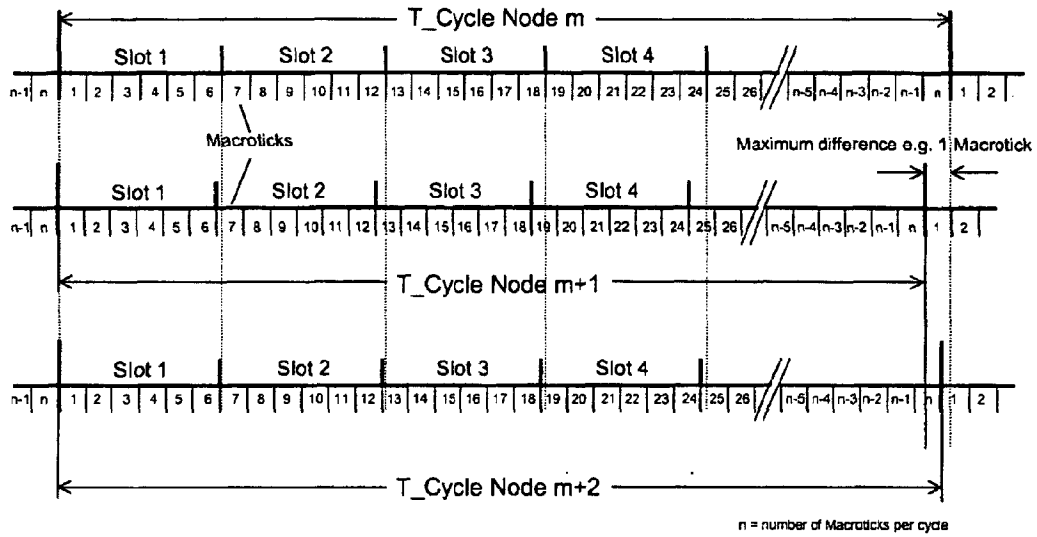 T_Cycle Node m
Slot 1 Slot 2 Slot 3 Slot 4
n-1 n 1 2 3 4 5 6 7 8 9 10 11 12 13 14 15 16 17 18 19 20 21 22 23 24 25 26 n-5 n-4 n-3 n-2 n-1 n 1 2
Macroticks
Maximum difference e.g. 1 Macrotick
Slot 1 Slot 2 Slot 3 Slot 4
n-1 n 1 2 3 4 5 6 7 8 9 10 11 12 13 14 15 16 17 18 19 20 21 22 23 24 25 26 n-5 n-4 n-3 n-2 n-1 n 1 2
T_Cycle Node m+1
Slot 1 Slot 2 Slot 3 Slot 4
n-1 n 1 2 3 4 5 6 7 8 9 10 11 12 13 14 15 16 17 18 19 20 21 22 23 24 25 26 n-5 n-4 n-3 n-2 n-1 n 1 2
T_Cycle Node m+2
n = number of Macroticks per cycle